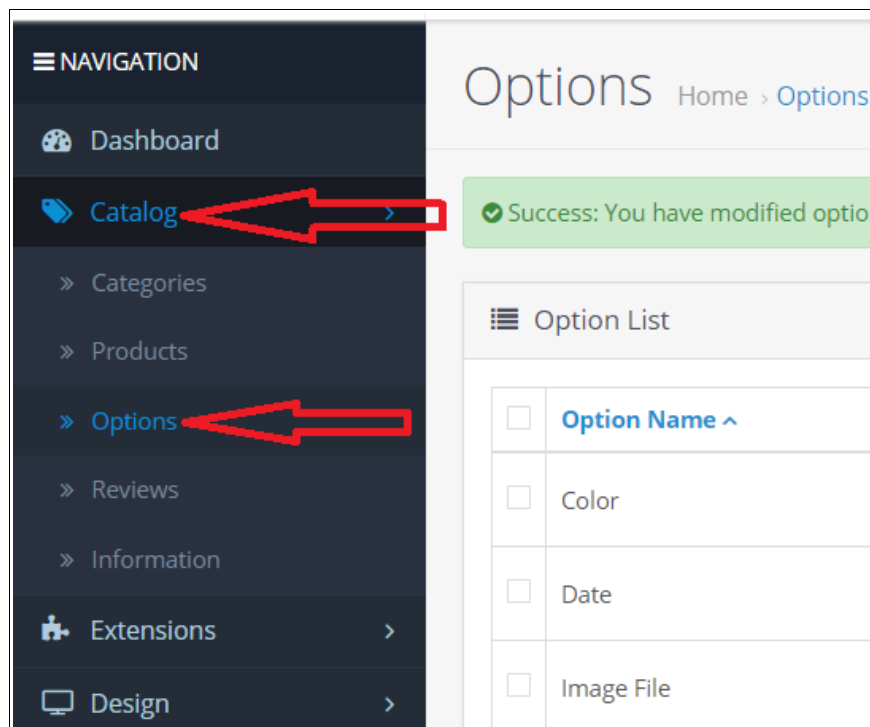 NAVIGATION
Dashboard
Catalog
Categories
Products
Options
Reviews
Information
Extensions
Design
Options
Home › Options
Success: You have modified optio
Option List
Option Name
Color
Date
Image File